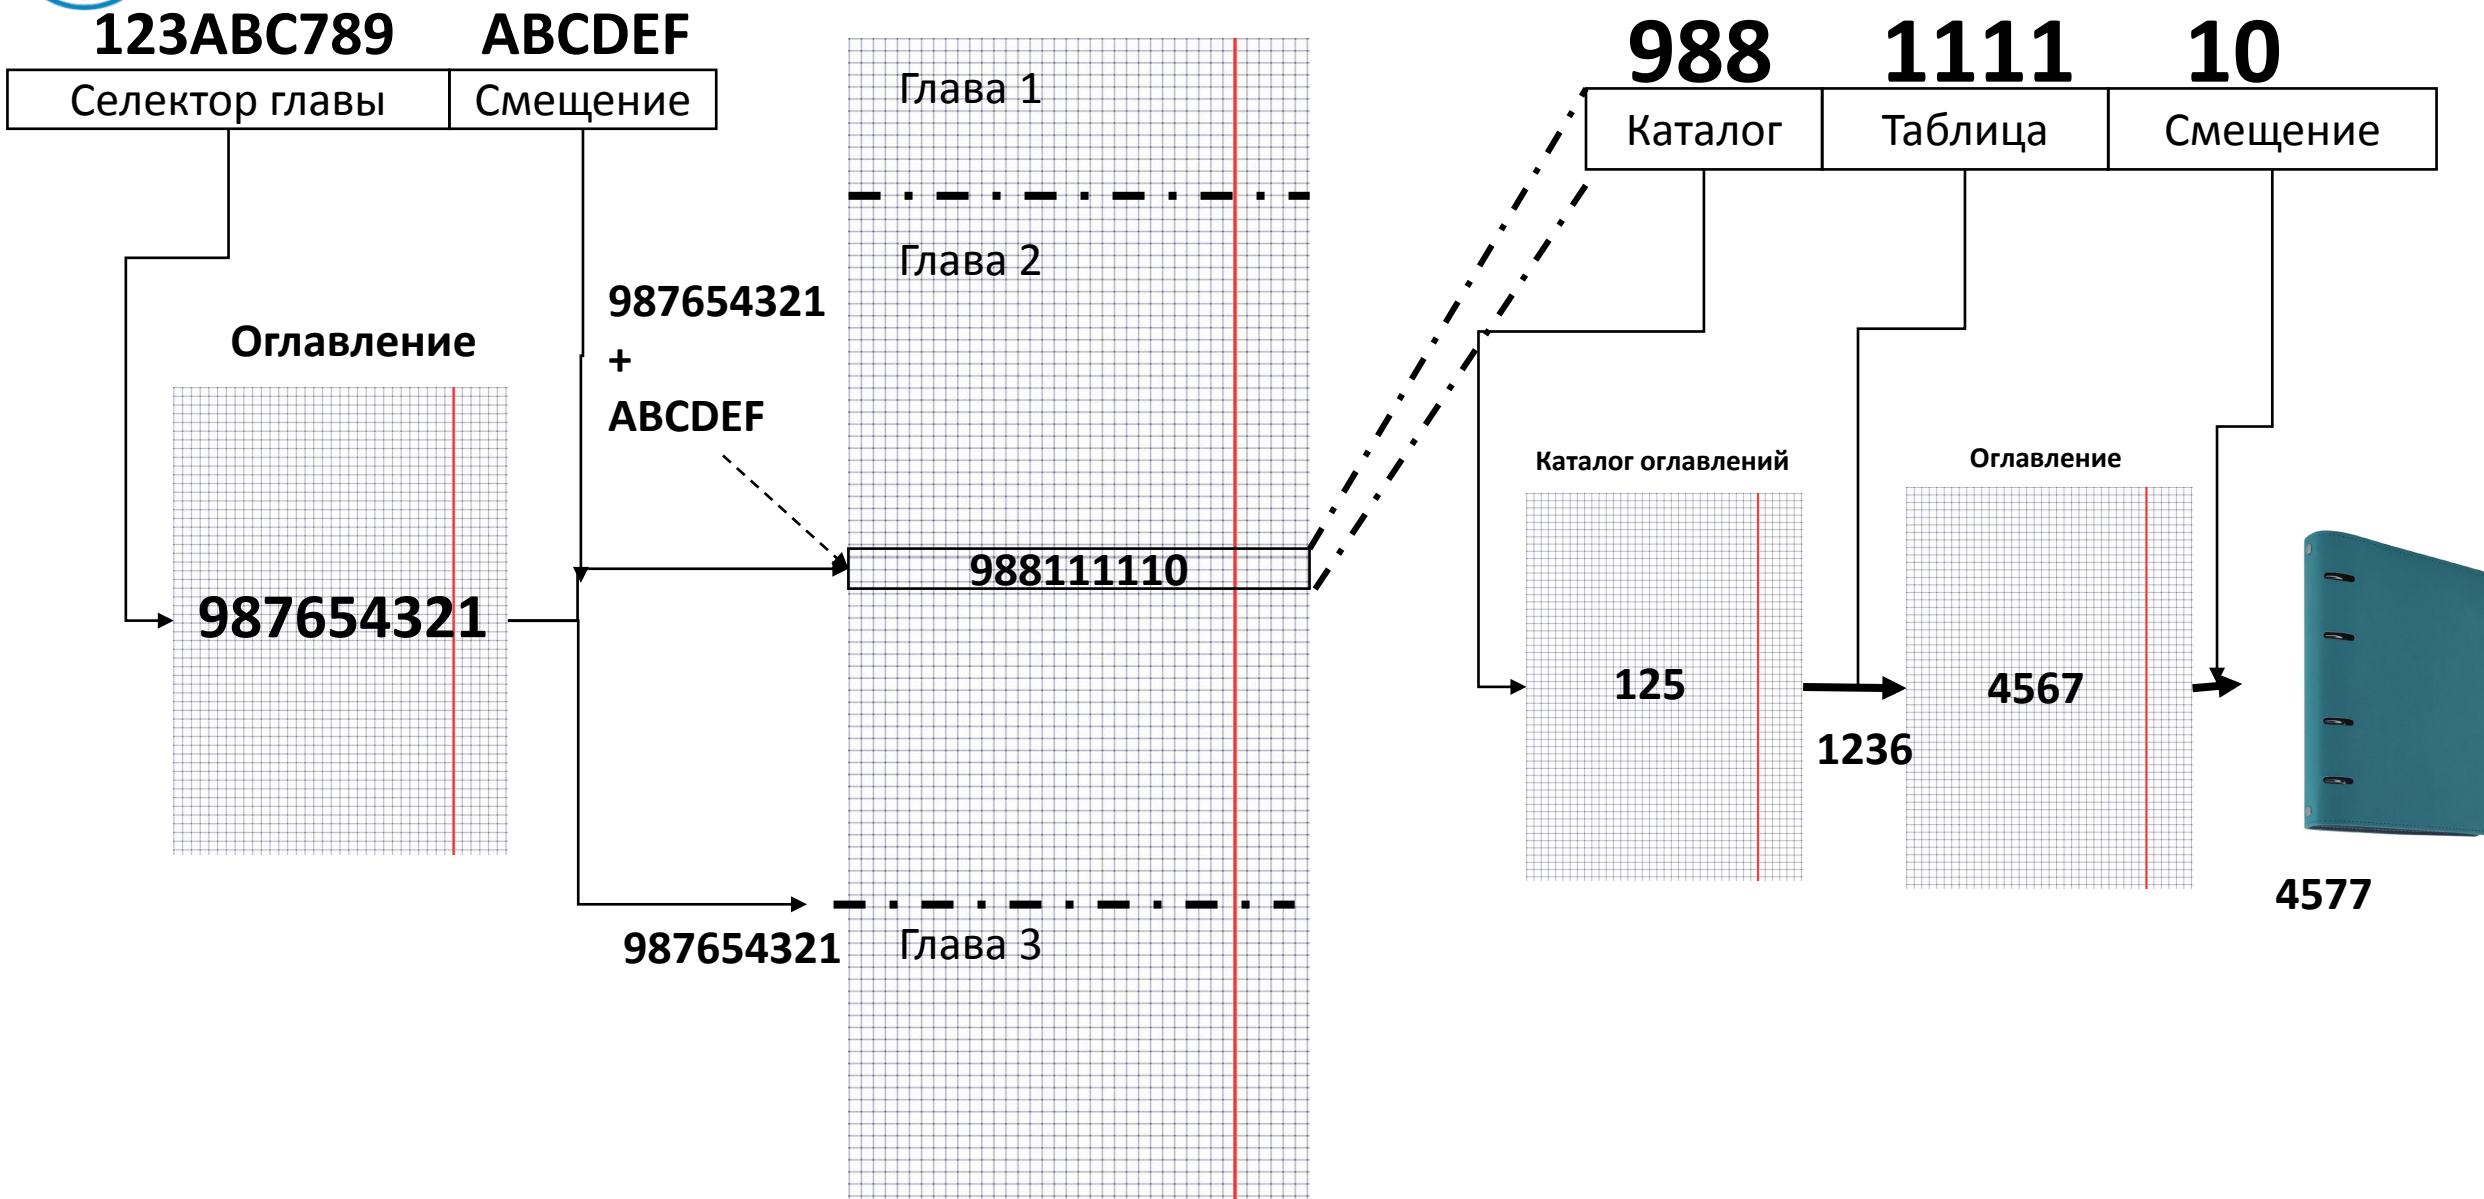 123ABC789 ABCDEF
Селектор главы Смещение
Оглавление
987654321
987654321
+
ABCDEF
987654321
Глава 1
Глава 2
988111110
Глава 3
988 1111 10
Каталог Таблица Смещение
Каталог оглавлений
125
1236
Оглавление
4567
4577